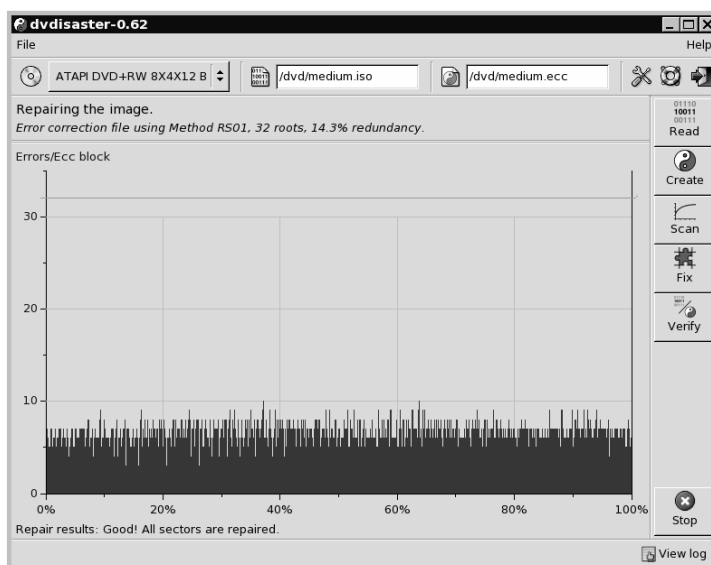 dvdisaster-0.62
File Help
ATAPI DVD+RW 8X4X12 B /dvd/medium.iso /dvd/medium.ecc
Repairing the image.
Error correction file using Method RS01, 32 roots, 14.3% redundancy.
Errors/Ecc block
30
20
10
0
0% 20% 40% 60% 80% 100%
Repair results: Good! All sectors are repaired.
01110
10011
00111
Read
Create
Scan
Fix
Verify
Stop
View log